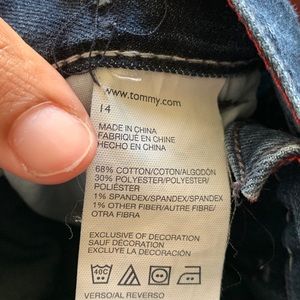 www.tommy.com
14
MADE IN CHINA
FABRIQUÉ EN CHINE
HECHO EN CHINA
68% COTTON/COTON/ALGODÓN
30% POLYESTER/POLYESTER/
POLIÉSTER
1% SPANDEX/SPANDEX/SPANDEX
1% OTHER FIBER/AUTRE FIBRE/
OTRA FIBRA
EXCLUSIVE OF DECORATION
SAUF DÉCORATION
EXCLUYE LA DECORACIÓN
40C
VERSO/AL REVERSO